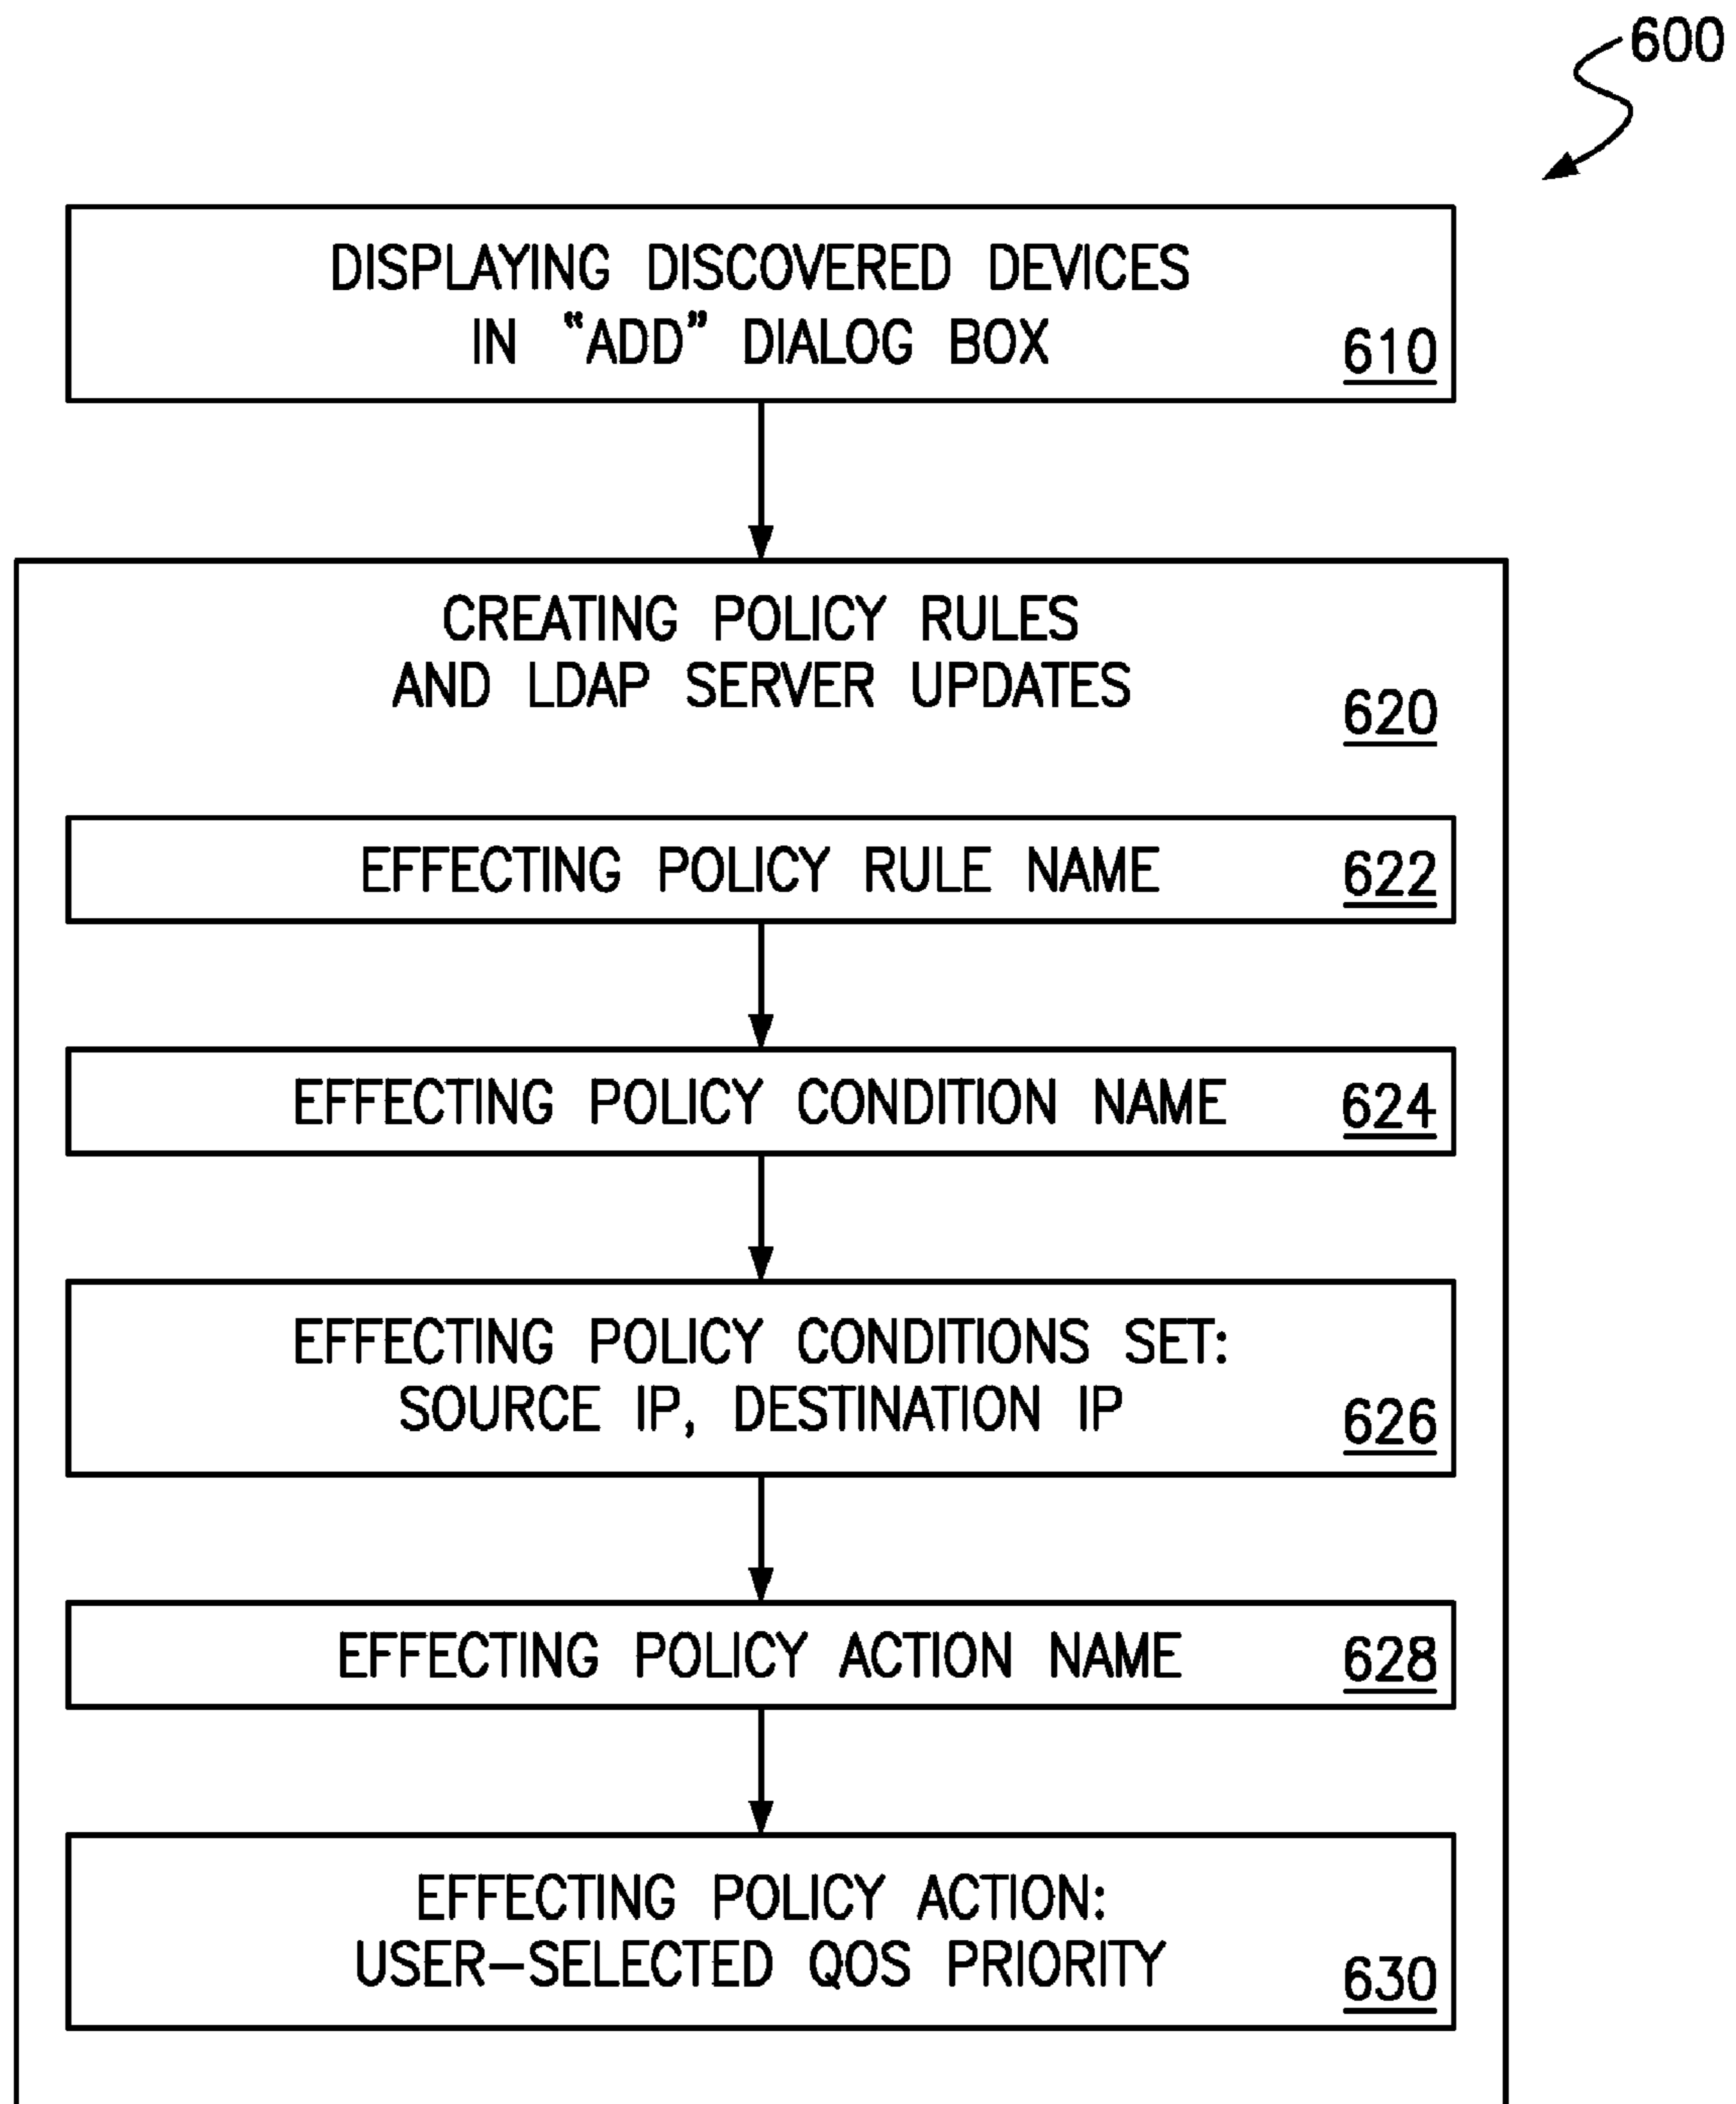 600
DISPLAYING DISCOVERED DEVICES
IN “ADD” DIALOG BOX
610
CREATING POLICY RULES
AND LDAP SERVER UPDATES
620
EFFECTING POLICY RULE NAME
622
EFFECTING POLICY CONDITION NAME
624
EFFECTING POLICY CONDITIONS SET:
SOURCE IP, DESTINATION IP
626
EFFECTING POLICY ACTION NAME
628
EFFECTING POLICY ACTION:
USER–SELECTED QOS PRIORITY
630